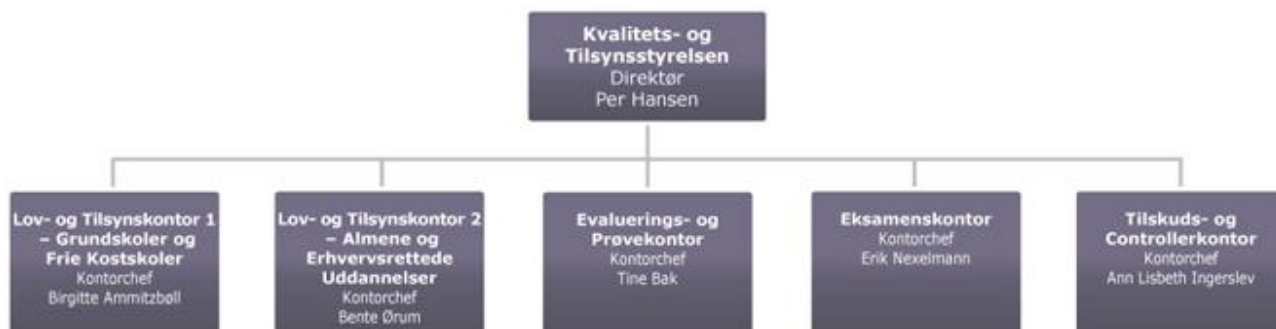 Kvalitets- og
Tilsynsstyrelsen
Direktør
Per Hansen
Lov- og Tilsynskontor 1
– Grundskoler og
Frie Kostskoler
Kontorchef
Birgitte Ammitzbøll
Lov- og Tilsynskontor 2
– Almene og
Erhvervsrettede
Uddannelser
Kontorchef
Bente Ørum
Evaluerings- og
Prøvekontor
Kontorchef
Tine Bak
Eksamenskontor
Kontorchef
Erik Nexelmann
Tilskuds- og
Controllerkontor
Kontorchef
Ann Lisbeth Ingerslev